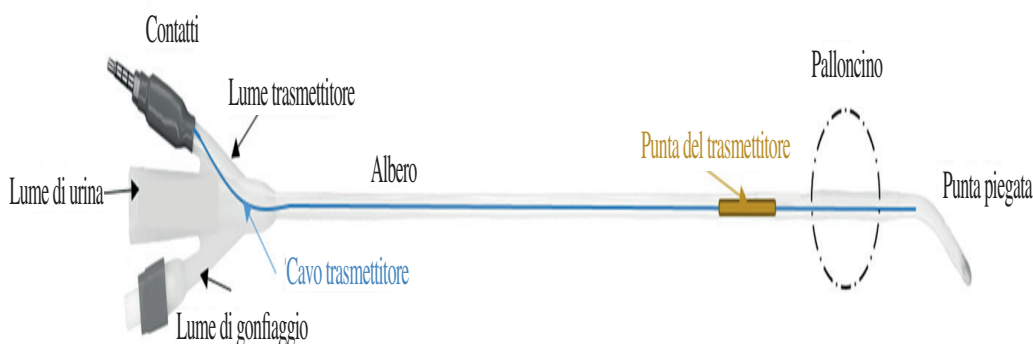 Contatti
Palloncino
Lume trasmettitore
Punta del trasmettitore
Albero
Lume di urina
Punta piegata
Cavo trasmettitore
Lume di gonfiaggio